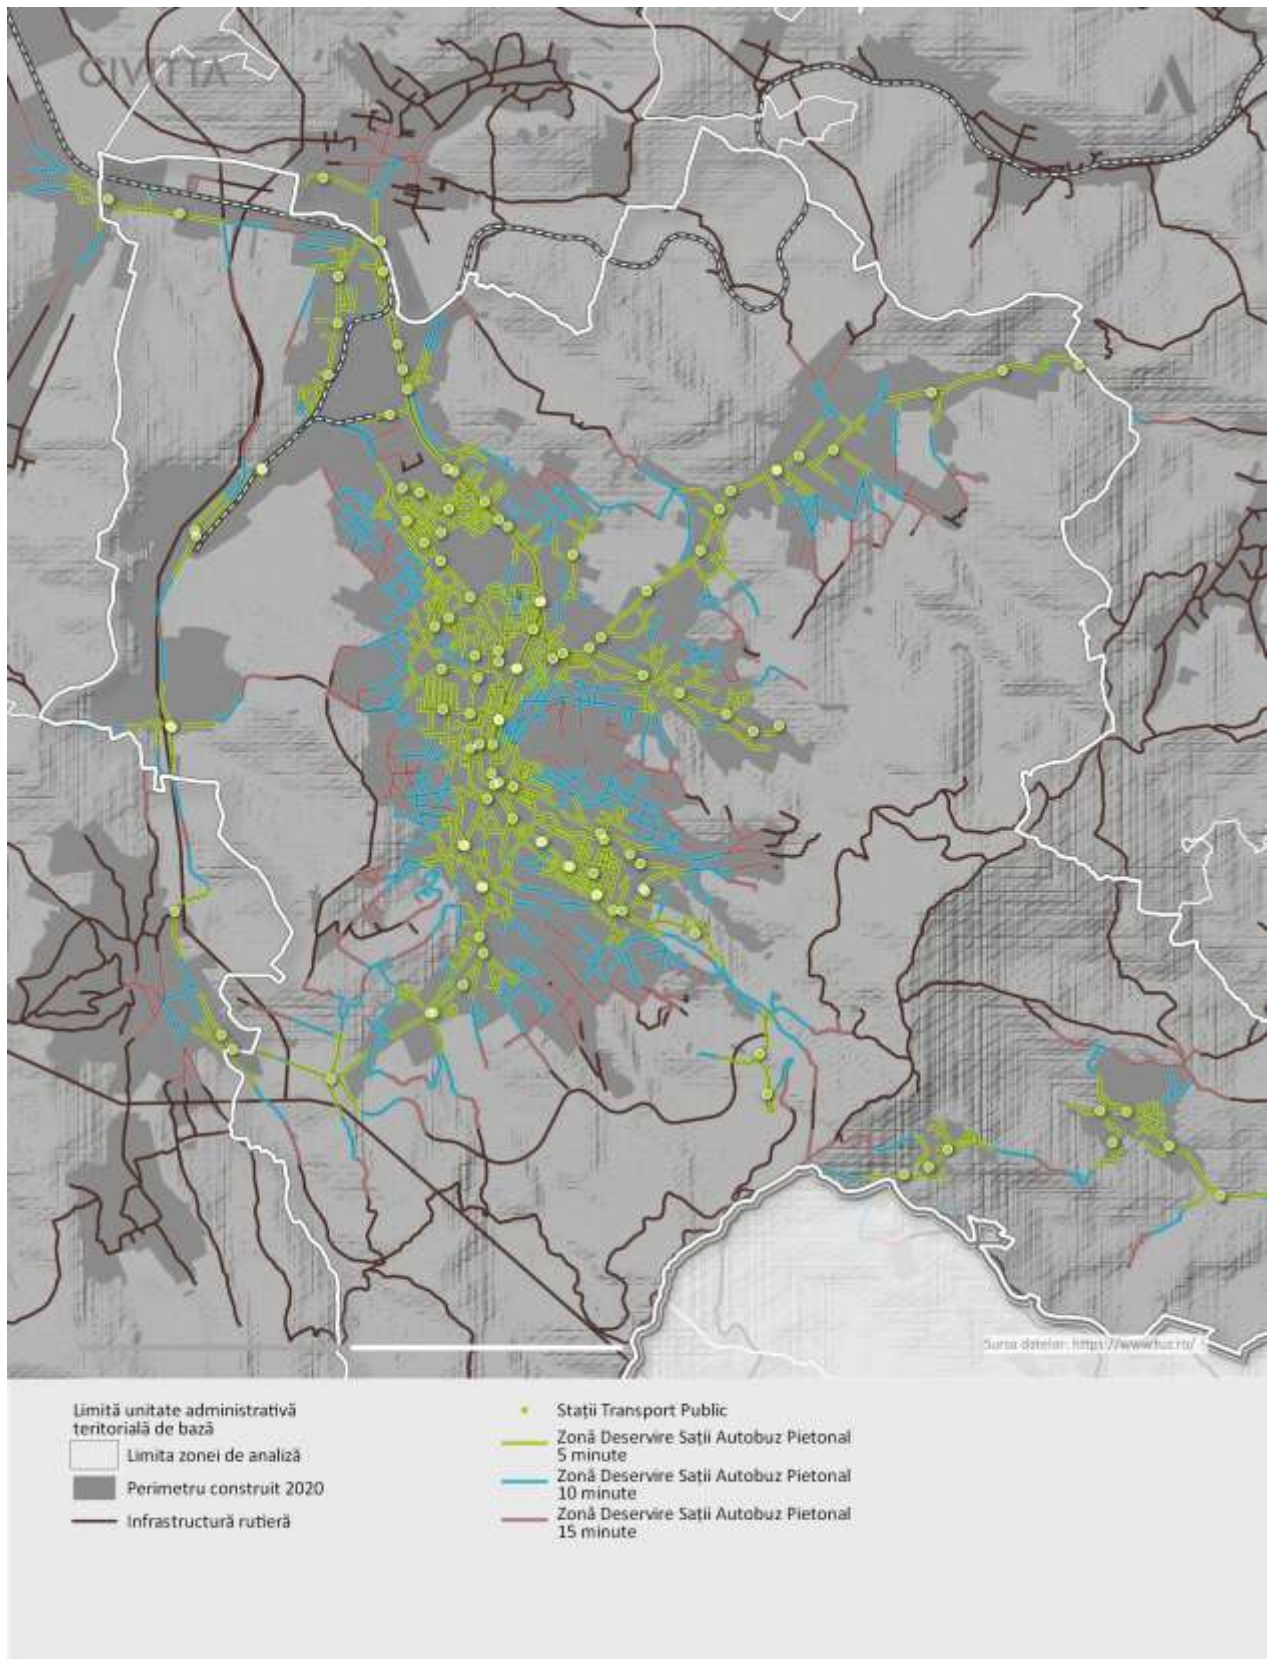 CIVITTA
Sursa datelor: https://www.tuz.ro/
Limită unitate administrativă
teritorială de bază
Limita zonei de analiză
Perimetru construit 2020
Infrastructură rutieră
Stații Transport Public
Zonă Deservire Sații Autobuz Pietonal
5 minute
Zonă Deservire Sații Autobuz Pietonal
10 minute
Zonă Deservire Sații Autobuz Pietonal
15 minute